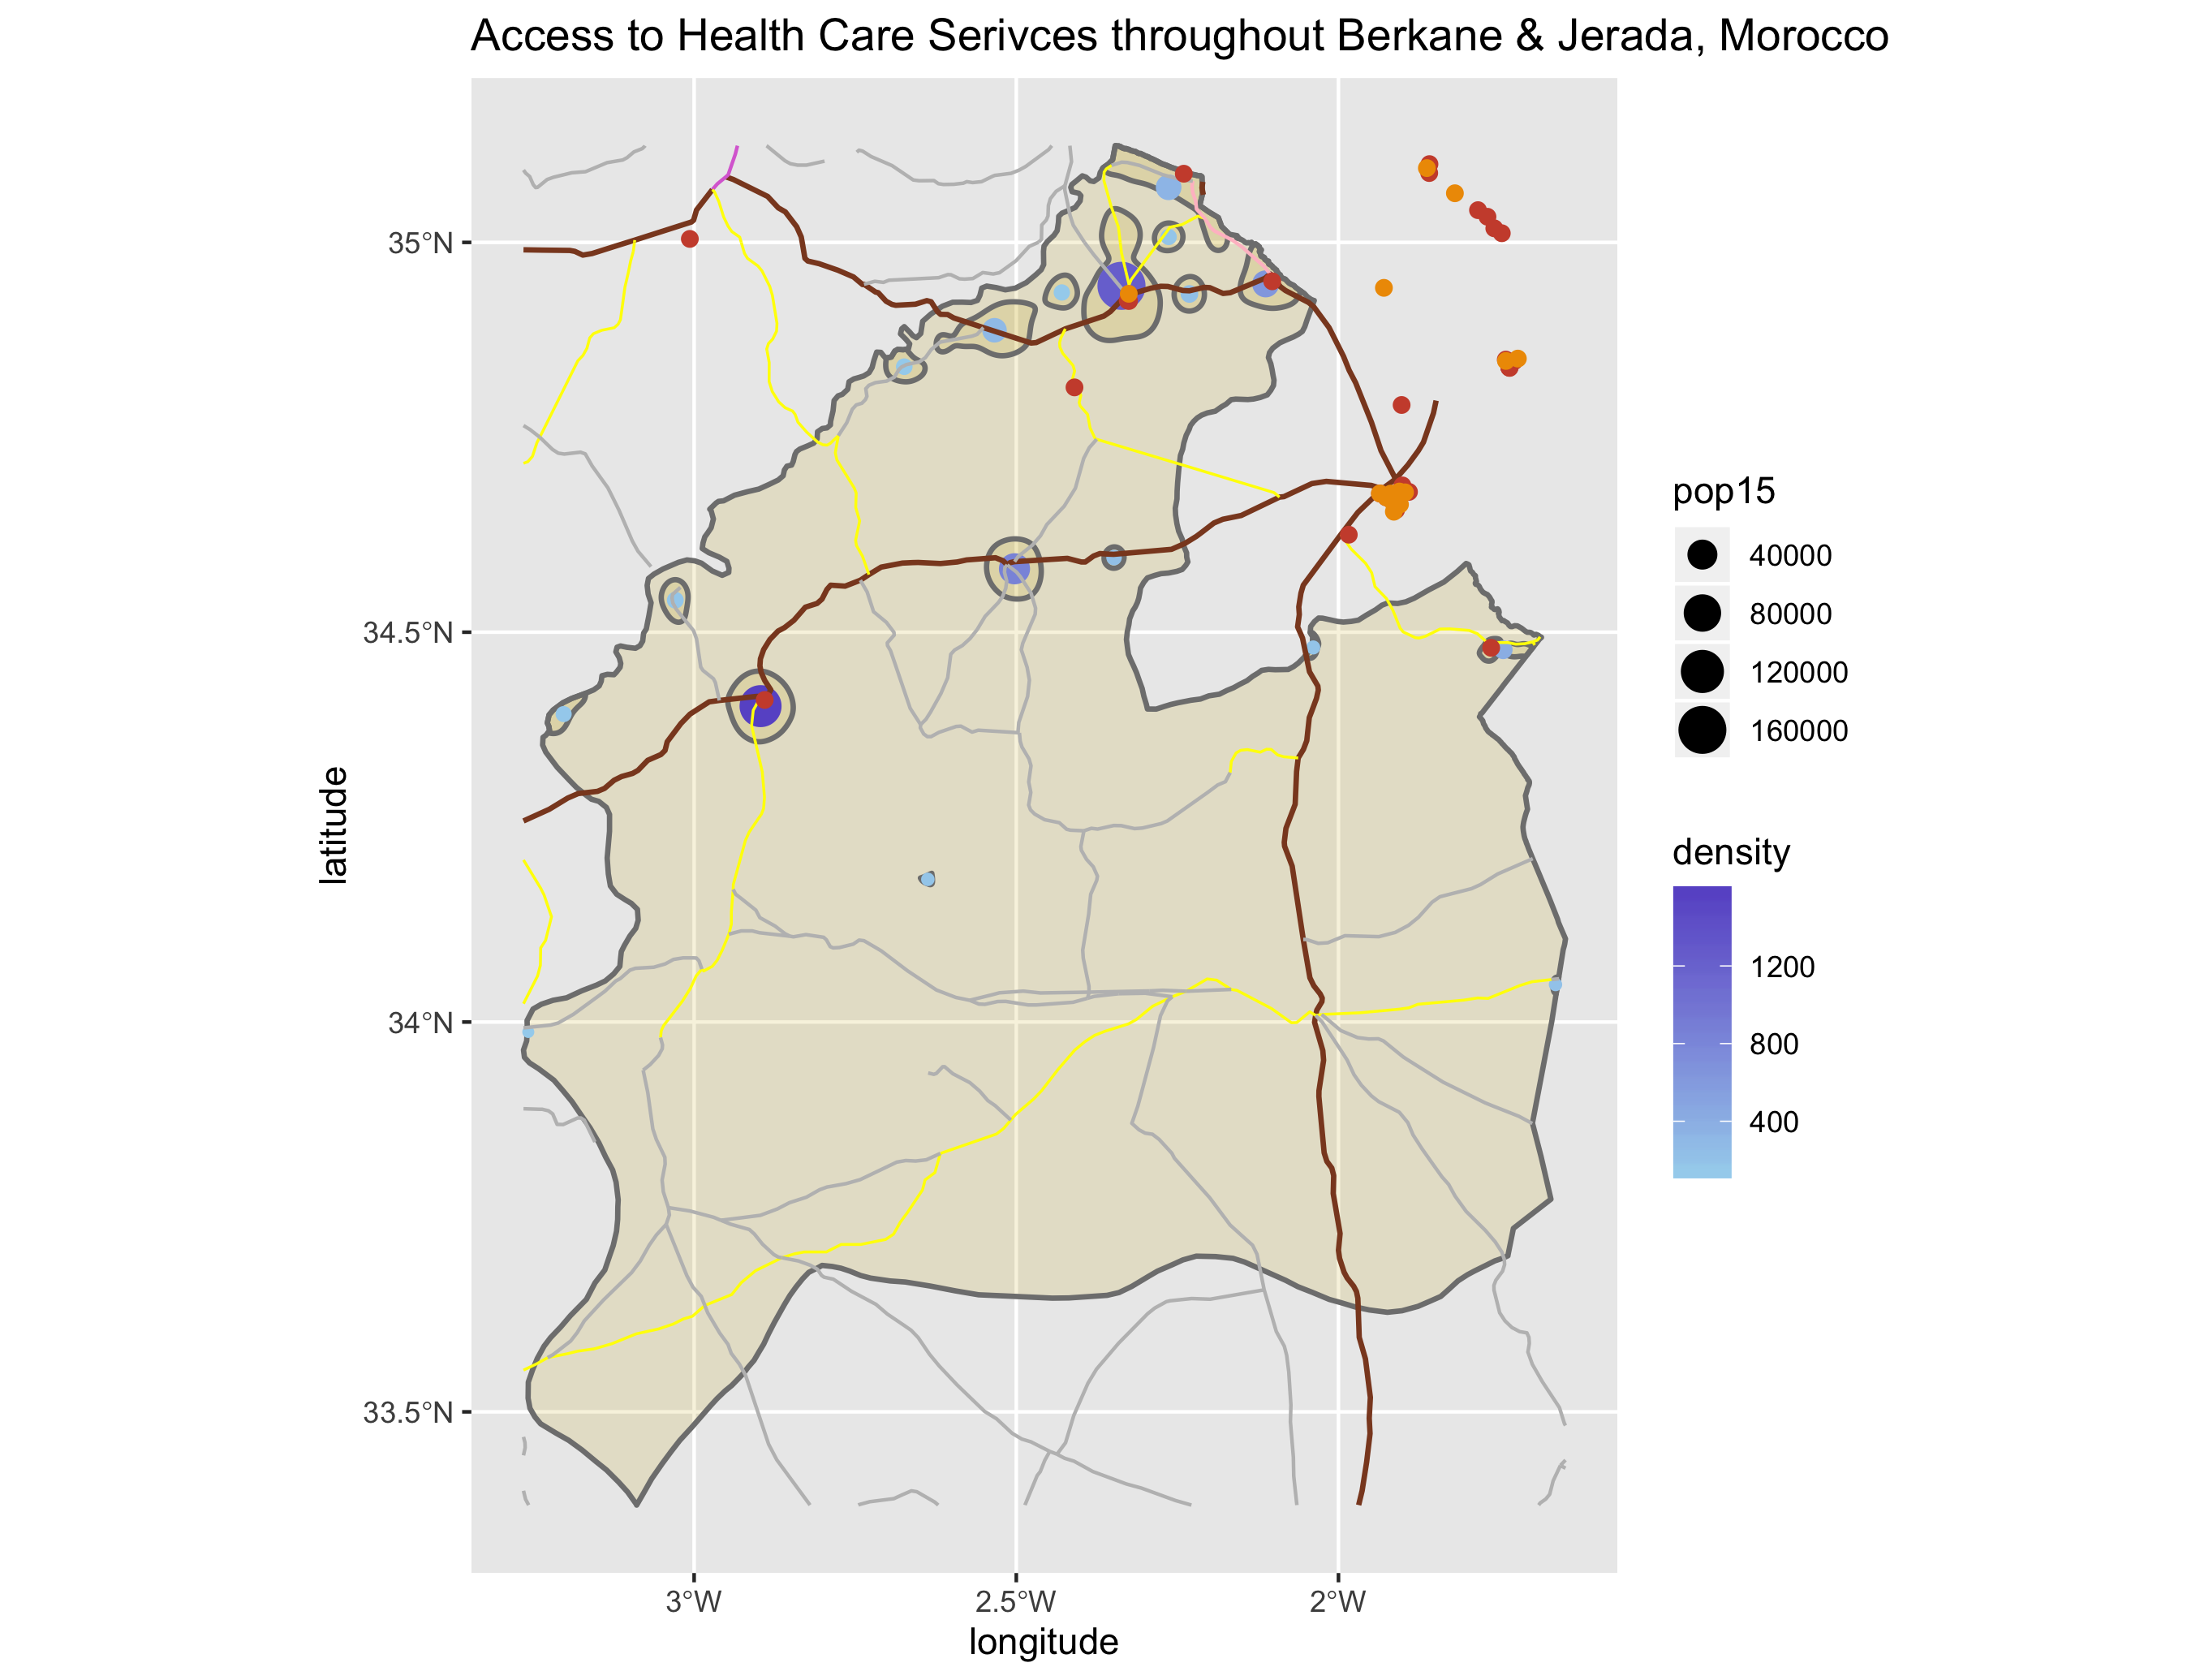 Access to Health Care Serivces throughout Berkane & Jerada, Morocco
35°N
34.5°N
34°N
33.5°N
latitude
3°W
2.5°W
2°W
longitude
pop15
40000
80000
120000
160000
density
1200
800
400